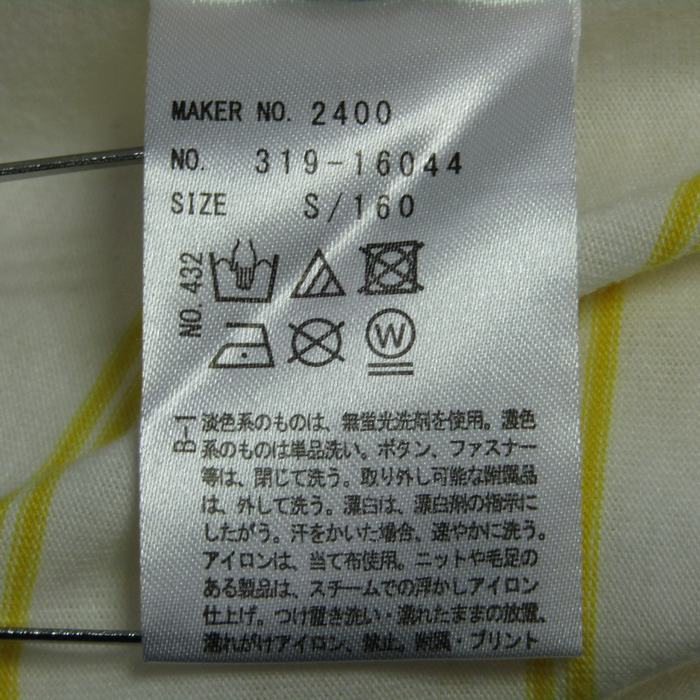 MAKER NO. 2400
NO. 319-16044
SIZE S/160
NO.432
W
B-1
淡色系のものは、無蛍光洗剤を使用。濃色
系のものは単品洗い。ボタン、ファスナー
等は、閉じて洗う。取り外し可能な附属品
は、外して洗う。漂白は、漂白剤の指示に
したがう。汗をかいた場合、速やかに洗う。
アイロンは、当て布使用。ニットや毛足の
ある製品は、スチームでの浮かしアイロン
仕上げ。つけ置き洗い・濡れたままの放置、
濡れがけアイロン、禁止。附属・プリント